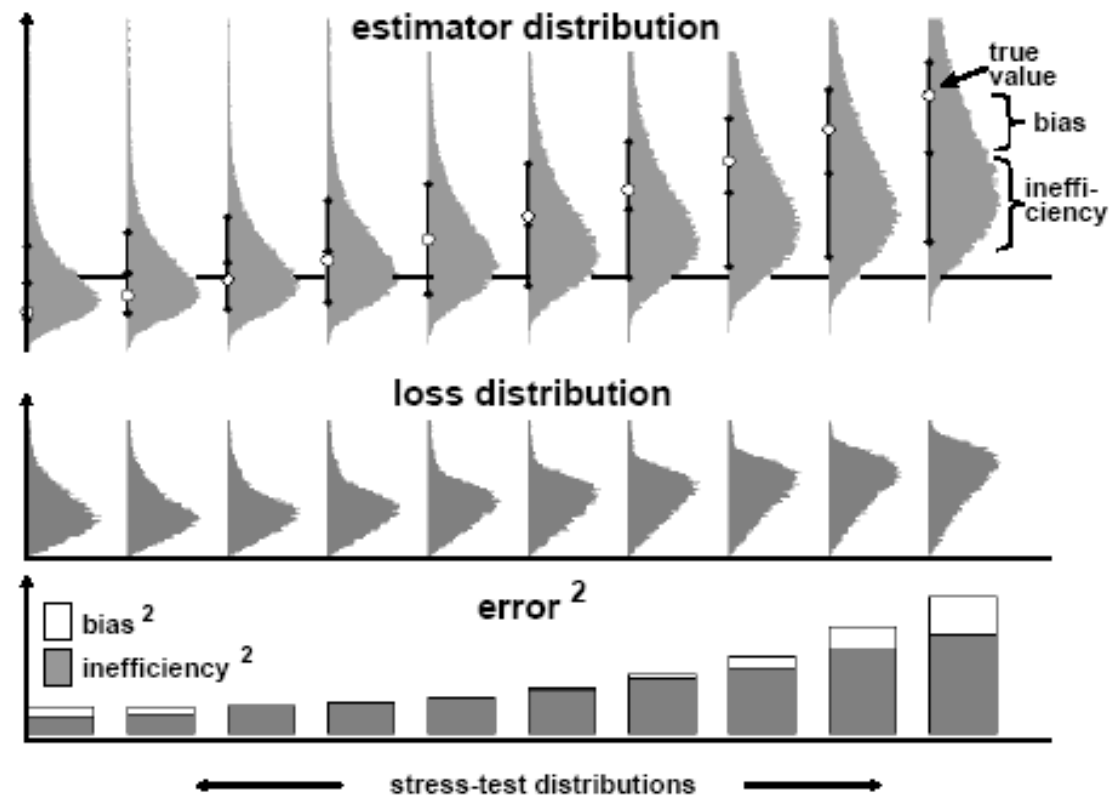 estimator distribution
true
value
bias
ineffi-
ciency
loss distribution
error 2
bias 2
inefficiency 2
stress-test distributions